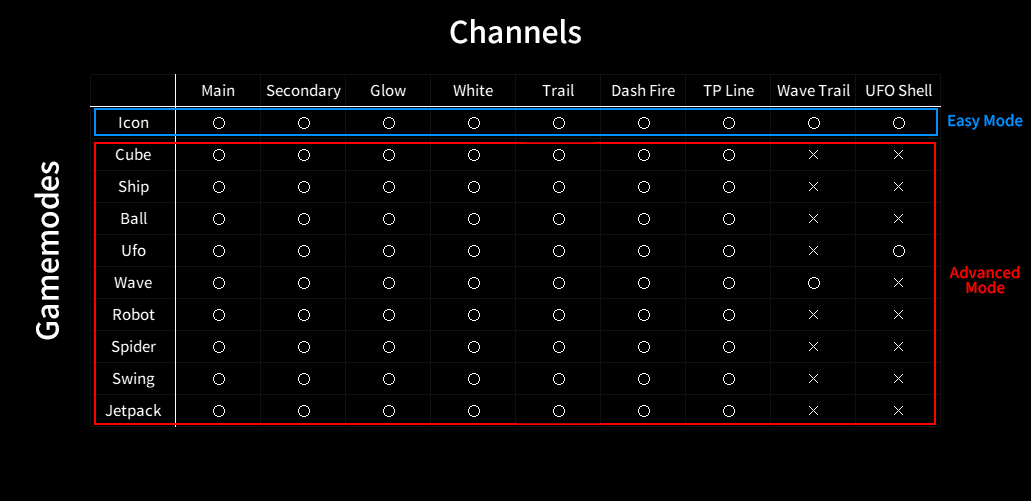 Channels
Main Secondary Glow White Trail Dash Fire TP Line Wave Trail UFO Shell
Icon ○ ○ ○ ○ ○ ○ ○ ○ ○ Easy Mode
Cube ○ ○ ○ ○ ○ ○ ○ × ×
Ship ○ ○ ○ ○ ○ ○ ○ × ×
Ball ○ ○ ○ ○ ○ ○ ○ × ×
Ufo ○ ○ ○ ○ ○ ○ ○ × ○
Wave ○ ○ ○ ○ ○ ○ ○ ○ ×
Robot ○ ○ ○ ○ ○ ○ ○ × ×
Spider ○ ○ ○ ○ ○ ○ ○ × ×
Swing ○ ○ ○ ○ ○ ○ ○ × ×
Jetpack ○ ○ ○ ○ ○ ○ ○ × ×
Gamemodes
Advanced
Mode